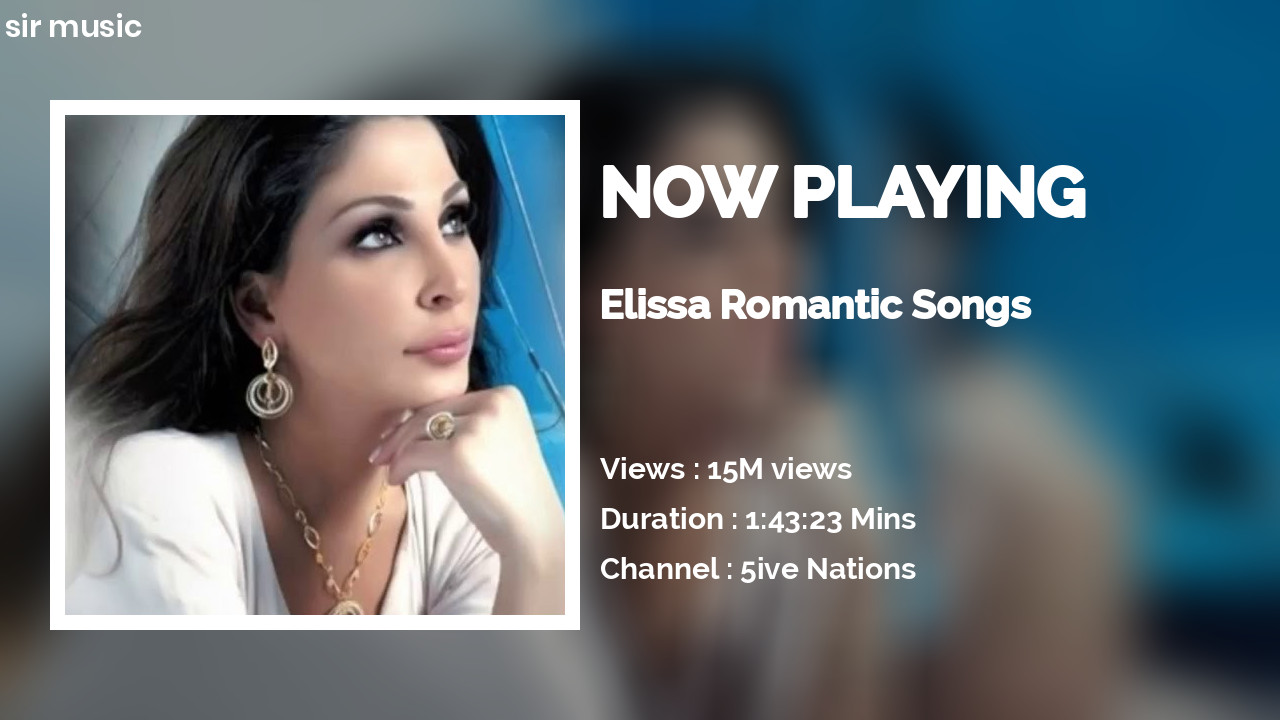 sir music
NOW PLAYING
Elissa Romantic Songs
Views : 15M views
Duration : 1:43:23 Mins
Channel : 5ive Nations